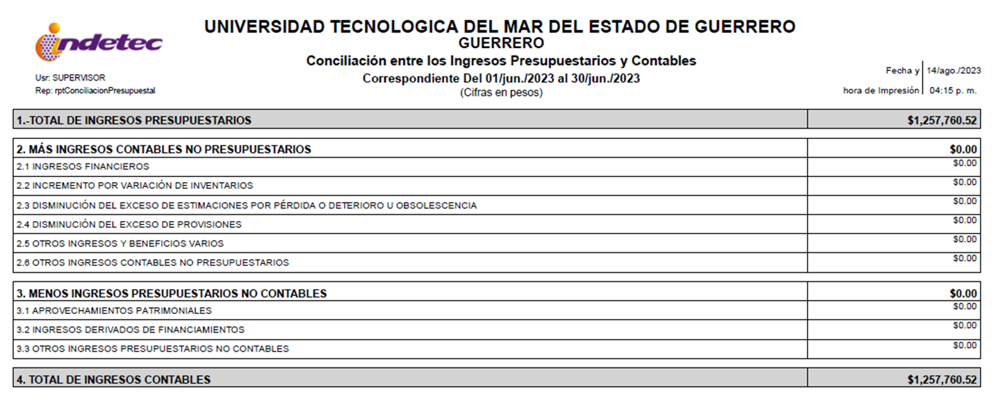 UNIVERSIDAD TECNOLOGICA DEL MAR DEL ESTADO DE GUERRERO
indetec
GUERRERO
Conciliación entre los Ingresos Presupuestarios y Contables
Usr: SUPERVISOR
Correspondiente Del 01/jun./2023 al 30/jun./2023
Fecha y 14/ago./2023
Rep: rptConciliacionPresupuestal
(Cifras en pesos)
hora de Impresión 04:15 p. m.
1.-TOTAL DE INGRESOS PRESUPUESTARIOS $1,257,760.52
2. MÁS INGRESOS CONTABLES NO PRESUPUESTARIOS $0.00
2.1 INGRESOS FINANCIEROS $0.00
2.2 INCREMENTO POR VARIACIÓN DE INVENTARIOS $0.00
2.3 DISMINUCIÓN DEL EXCESO DE ESTIMACIONES POR PÉRDIDA O DETERIORO U OBSOLESCENCIA $0.00
2.4 DISMINUCIÓN DEL EXCESO DE PROVISIONES $0.00
2.5 OTROS INGRESOS Y BENEFICIOS VARIOS $0.00
2.6 OTROS INGRESOS CONTABLES NO PRESUPUESTARIOS $0.00
3. MENOS INGRESOS PRESUPUESTARIOS NO CONTABLES $0.00
3.1 APROVECHAMIENTOS PATRIMONIALES $0.00
3.2 INGRESOS DERIVADOS DE FINANCIAMIENTOS $0.00
3.3 OTROS INGRESOS PRESUPUESTARIOS NO CONTABLES $0.00
4. TOTAL DE INGRESOS CONTABLES $1,257,760.52